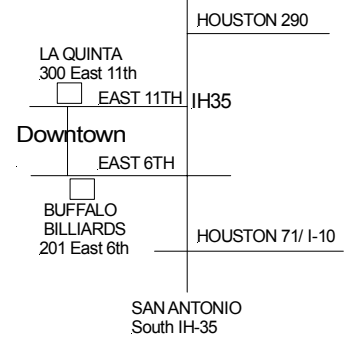 HOUSTON 290
LA QUINTA
300 East 11th
EAST 11TH
IH35
Downtown
EAST 6TH
BUFFALO
BILLIARDS
201 East 6th
HOUSTON 71/ I-10
SAN ANTONIO
South IH-35